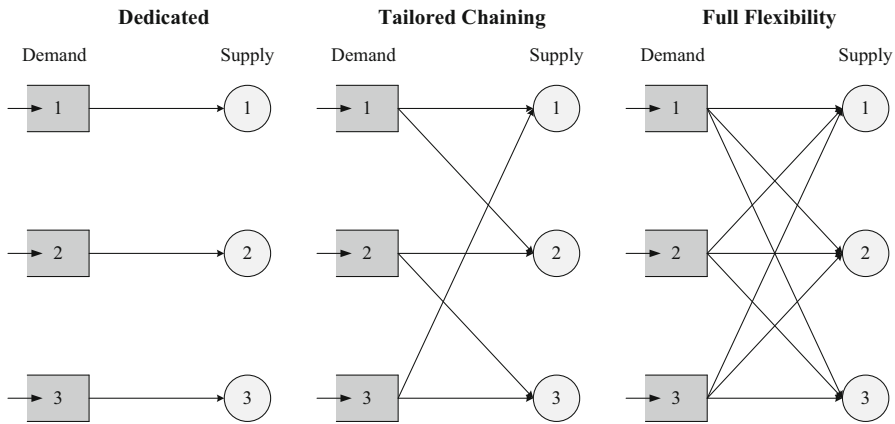 Dedicated
Tailored Chaining
Full Flexibility
Demand
Supply
Demand
Supply
Demand
Supply
1
1
1
1
1
1
2
2
2
2
2
2
3
3
3
3
3
3